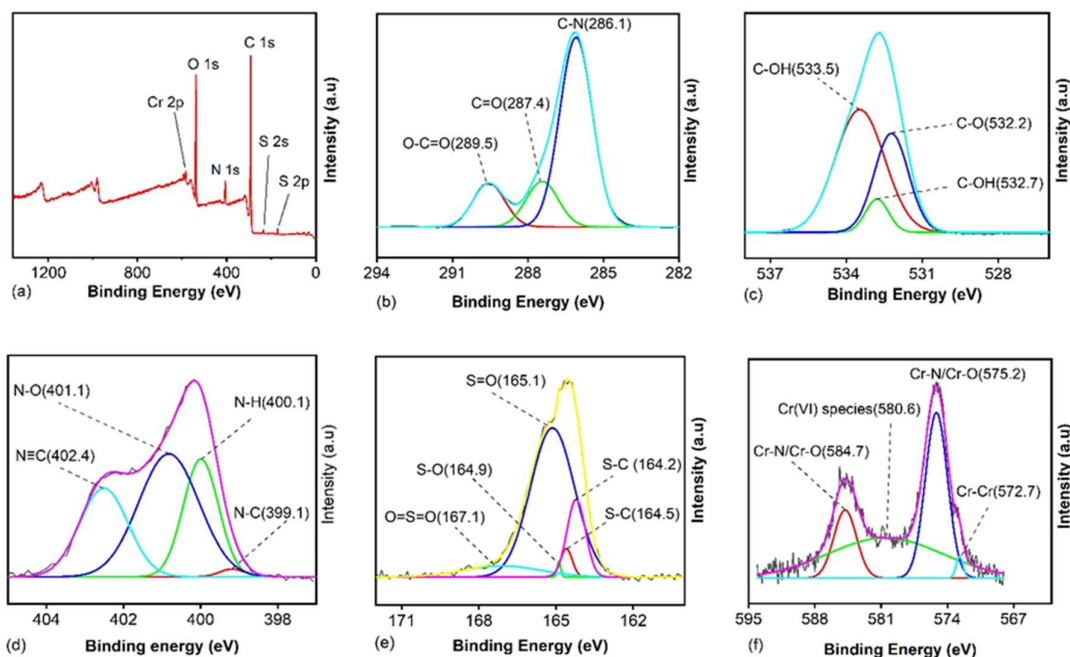 C 1s
O 1s
Cr 2p
S 2s
N 1s
S 2p
Intensity (a.u)
1200 800 600 400 200 0
Binding Energy (eV)
(a)
C-N(286.1)
C=O(287.4)
O-C=O(289.5)
Intensity (a.u)
294 291 288 285 282
Binding Energy (eV)
(b)
C-OH(533.5)
C-O(532.2)
C-OH(532.7)
Intensity (a.u)
537 534 531 528
Binding Energy (eV)
(c)
N-O(401.1)
N-H(400.1)
N≡C(402.4)
N-C(399.1)
Intensity (a.u)
404 402 400 398
Binding energy (eV)
(d)
S=O(165.1)
S-O(164.9)
S-C (164.2)
O=S=O(167.1)
S-C(164.5)
Intensity (a.u)
171 168 165 162
Binding Energy (eV)
(e)
Cr-N/Cr-O(575.2)
Cr(VI) species(580.6)
Cr-N/Cr-O(584.7)
Cr-Cr(572.7)
Intensity (a.u)
595 588 581 574 567
Binding Energy (eV)
(f)